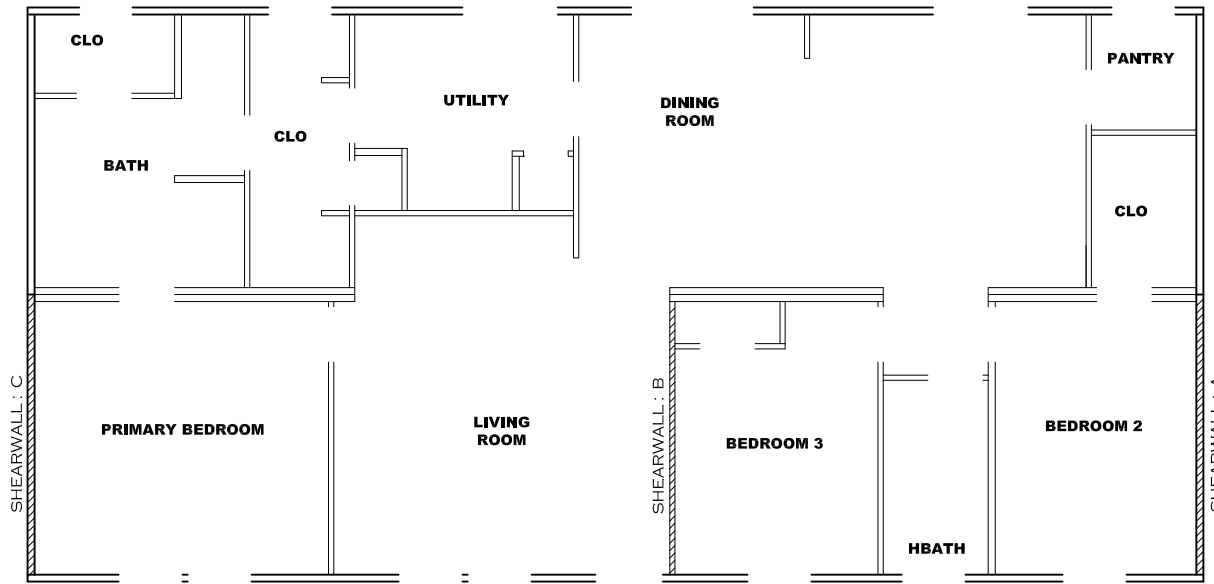 CLO
PANTRY
UTILITY
DINING
ROOM
CLO
BATH
CLO
SHEARWALL : C
PRIMARY BEDROOM
LIVING
ROOM
SHEARWALL : B
BEDROOM 3
BEDROOM 2
HBATH
SHEARWALL : A